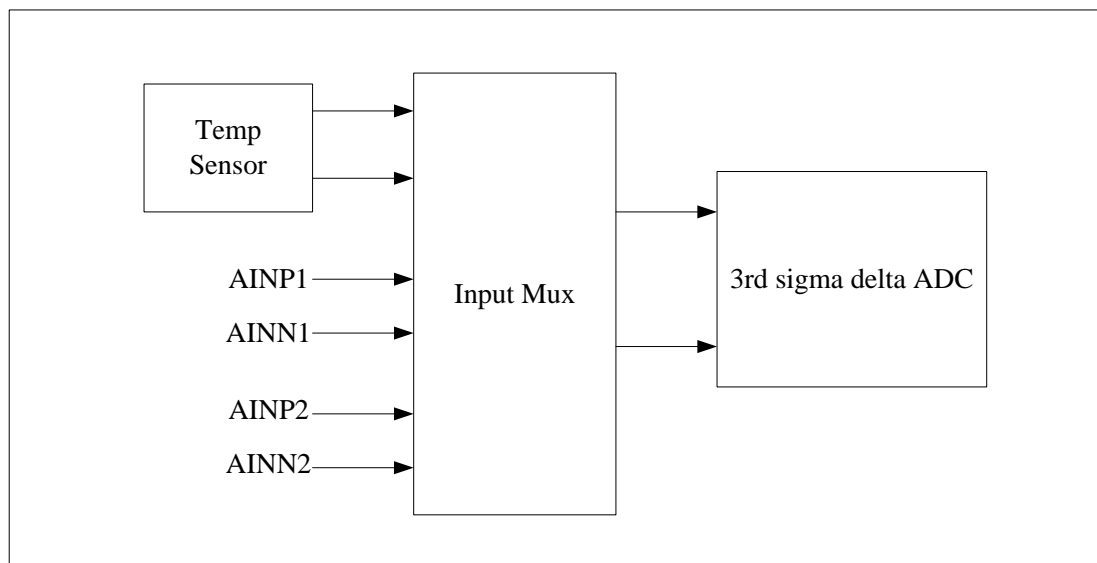 Temp
Sensor
AINP1
AINN1
AINP2
AINN2
Input Mux
3rd sigma delta ADC